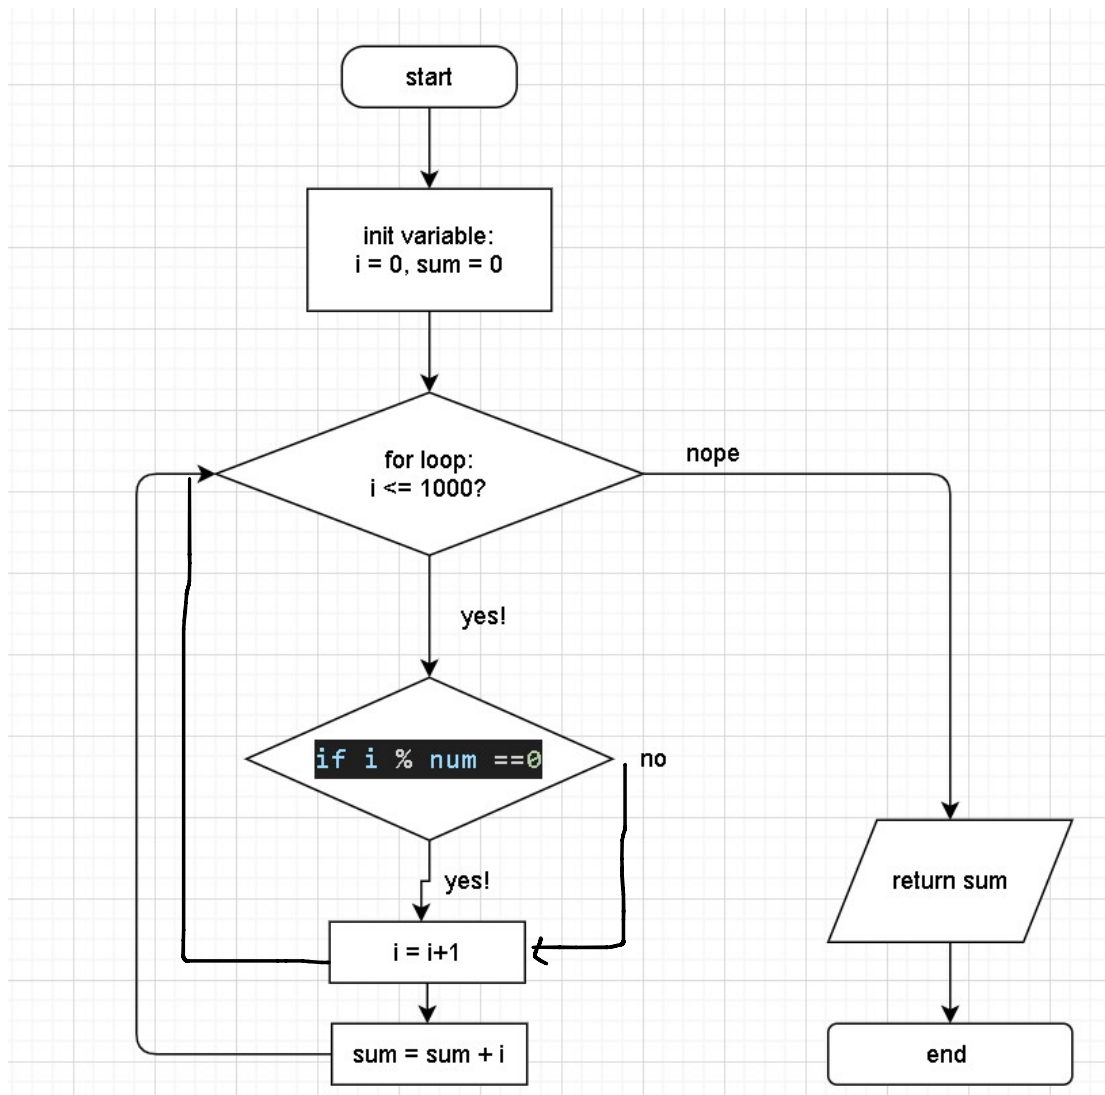 start
init variable:
i = 0, sum = 0
for loop:
i <= 1000?
nope
yes!
if i % num ==0
no
yes!
return sum
i = i+1
sum = sum + i
end